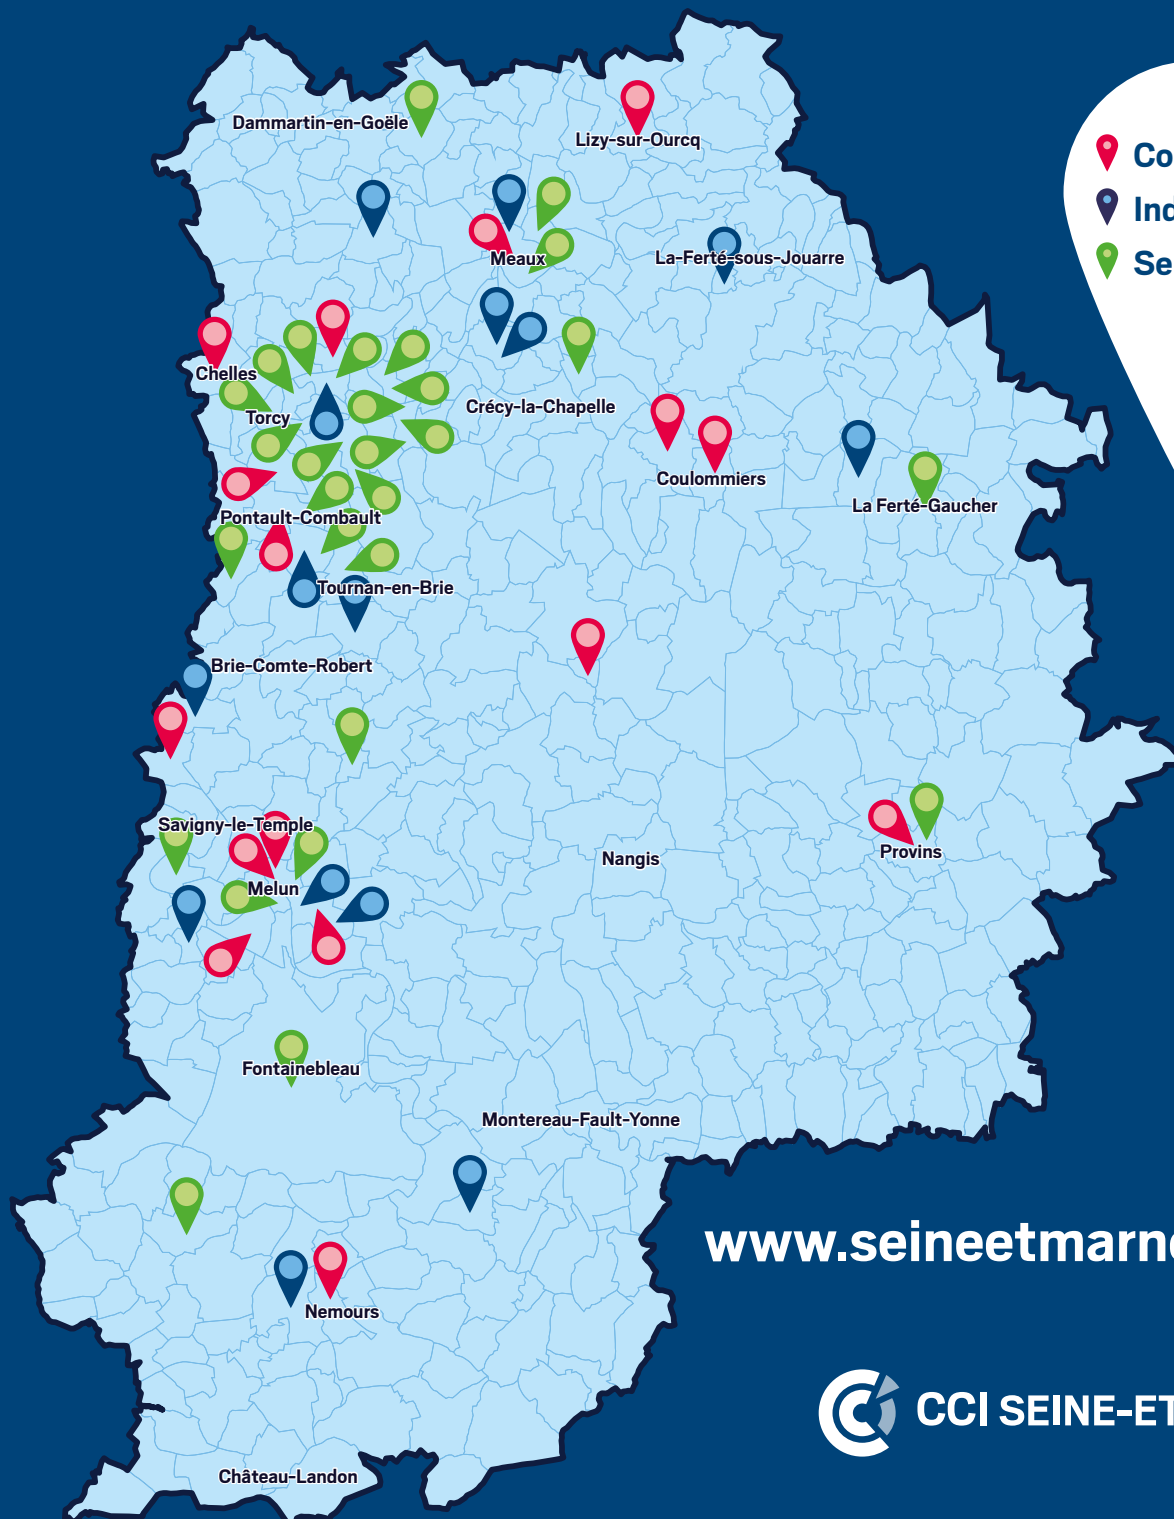 Dammartin-en-Goële
Lizy-sur-Ourcq
Co
Ind
Se
Meaux
La-Ferté-sous-Jouarre
Chelles
Torcy
Crécy-la-Chapelle
Coulommiers
La Ferté-Gaucher
Pontault-Combault
Tournan-en-Brie
Brie-Comte-Robert
Savigny-le-Temple
Nangis
Provins
Melun
Fontainebleau
Montereau-Fault-Yonne
www.seineetmarne
Nemours
CCI SEINE-ET
Château-Landon